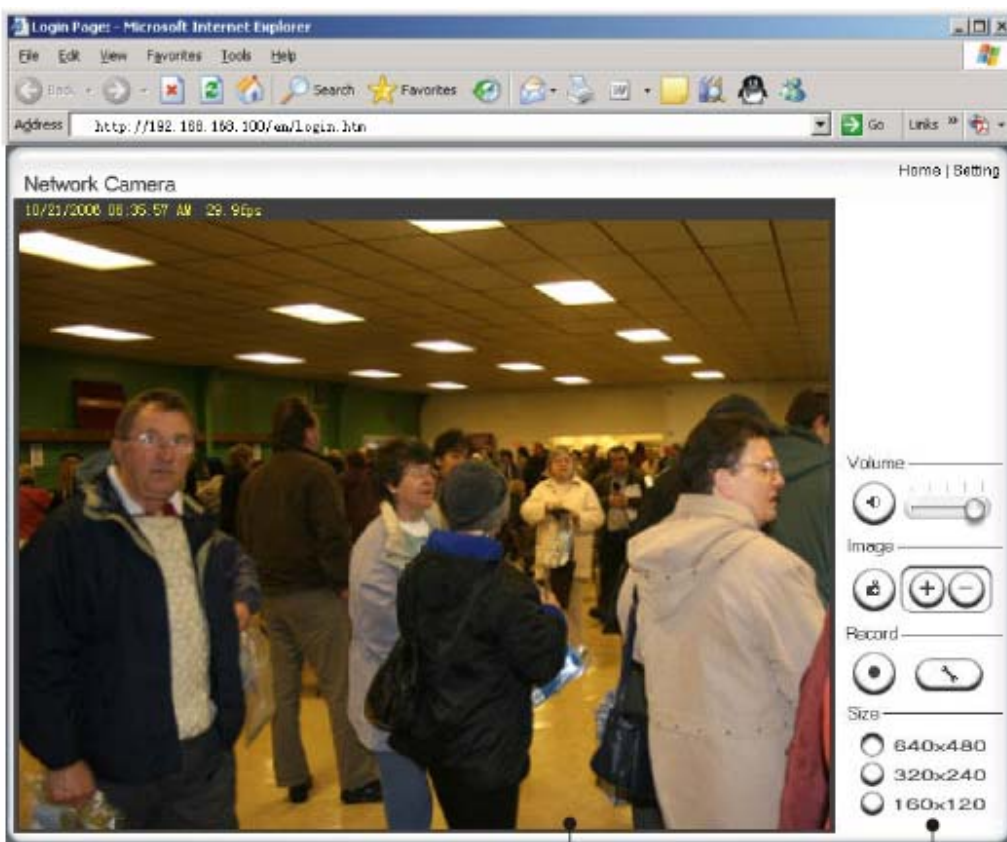 Login Page: - Microsoft Internet Explorer
File Edit View Favorites Tools Help
Back Search Favorites
Address http://192.168.168.100/en/Login.htm Go Links »
Home | Setting
Network Camera
10/21/2006 08:35:57 AM 29.9fps
Volume
Image
Record
Size
640x480
320x240
160x120